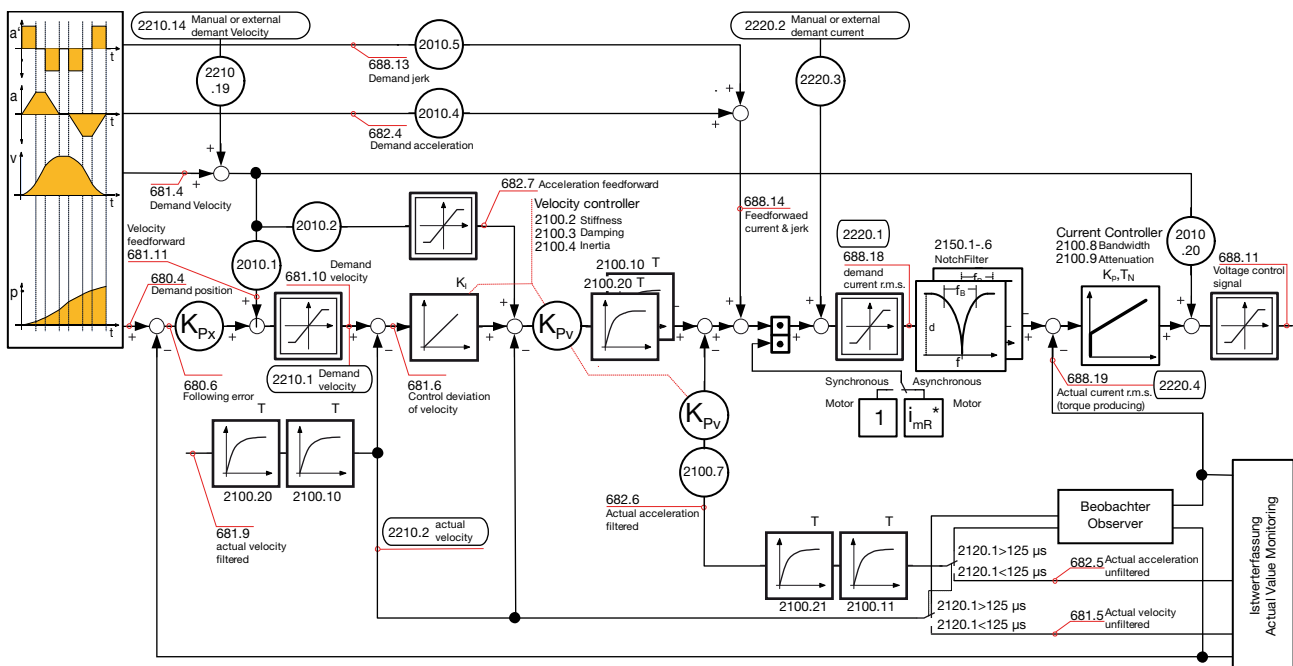 a'
t
a
t
v
t
p
t
2210.14 Manual or external
demant Velocity
2210
.19
2010.5
688.13
Demand jerk
2010.4
682.4
Demand acceleration
+
+
681.4
Demand Velocity
+
+
2220.2 Manual or external
demant current
2220.3
688.14
Feedforwaed
current & jerk
Velocity
feedforward
681.11
2010.1
2010.2
682.7 Acceleration feedforward
Velocity controller
2100.2 Stiffness
2100.3 Damping
2100.4 Inertia
680.4
Demand position
+
−
K Px
+
+
681.10 Demand
velocity
+
−
K I
+
+
−
K Pv
2100.10 T
2100.20 T
+
−
+
+
+
+
2220.1
688.18
demand
current r.m.s.
2150.1-.6
NotchFilter
f B
d
f
Current Controller
2100.8 Bandwidth
2100.9 Attenuation
K P, T N
+
−
2010
.20
+
+
688.11
Voltage control
signal
680.6
Following error
2210.1 Demand
velocity
681.6
Control deviation
of velocity
K Pv
2100.7
Synchronous
Motor
1
Asynchronous
Motor
i mR *
688.19
Actual current r.m.s.
(torque producing)
2220.4
T
T
2100.20
2100.10
681.9
actual velocity
filtered
2210.2 actual
velocity
682.6
Actual acceleration
filtered
T
T
2100.21
2100.11
Beobachter
Observer
2120.1>125 µs
2120.1<125 µs
682.5 Actual acceleration
unfiltered
2120.1>125 µs
2120.1<125 µs
681.5 Actual velocity
unfiltered
Istwerterfassung
Actual Value Monitoring